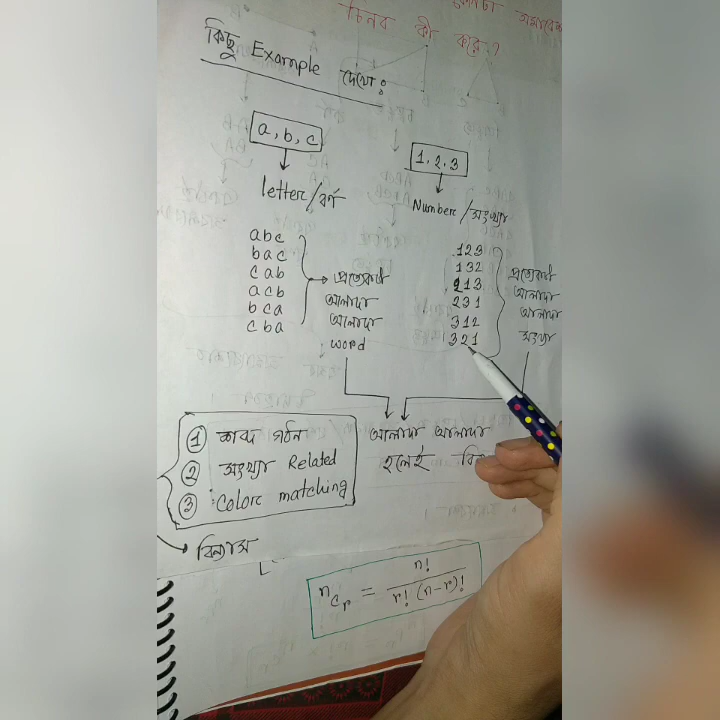 চিনব কী করে?
কিছু Example দেখো:
a, b, c
letter/বর্ণ
abc
bac
cab
acb
bca
cba
প্রত্যেকটা
আলাদা
আলাদা
word
1, 2, 3
Number/সংখ্যা
123
132
213
231
312
321
প্রত্যেকটা
আলাদা
আলাদা
সংখ্যা
আলাদা আলাদা
হলেই
① শব্দ গঠন
② সংখ্যা Related
③ Color matching
বিন্যাস
nCr = n! / r! (n-r)!